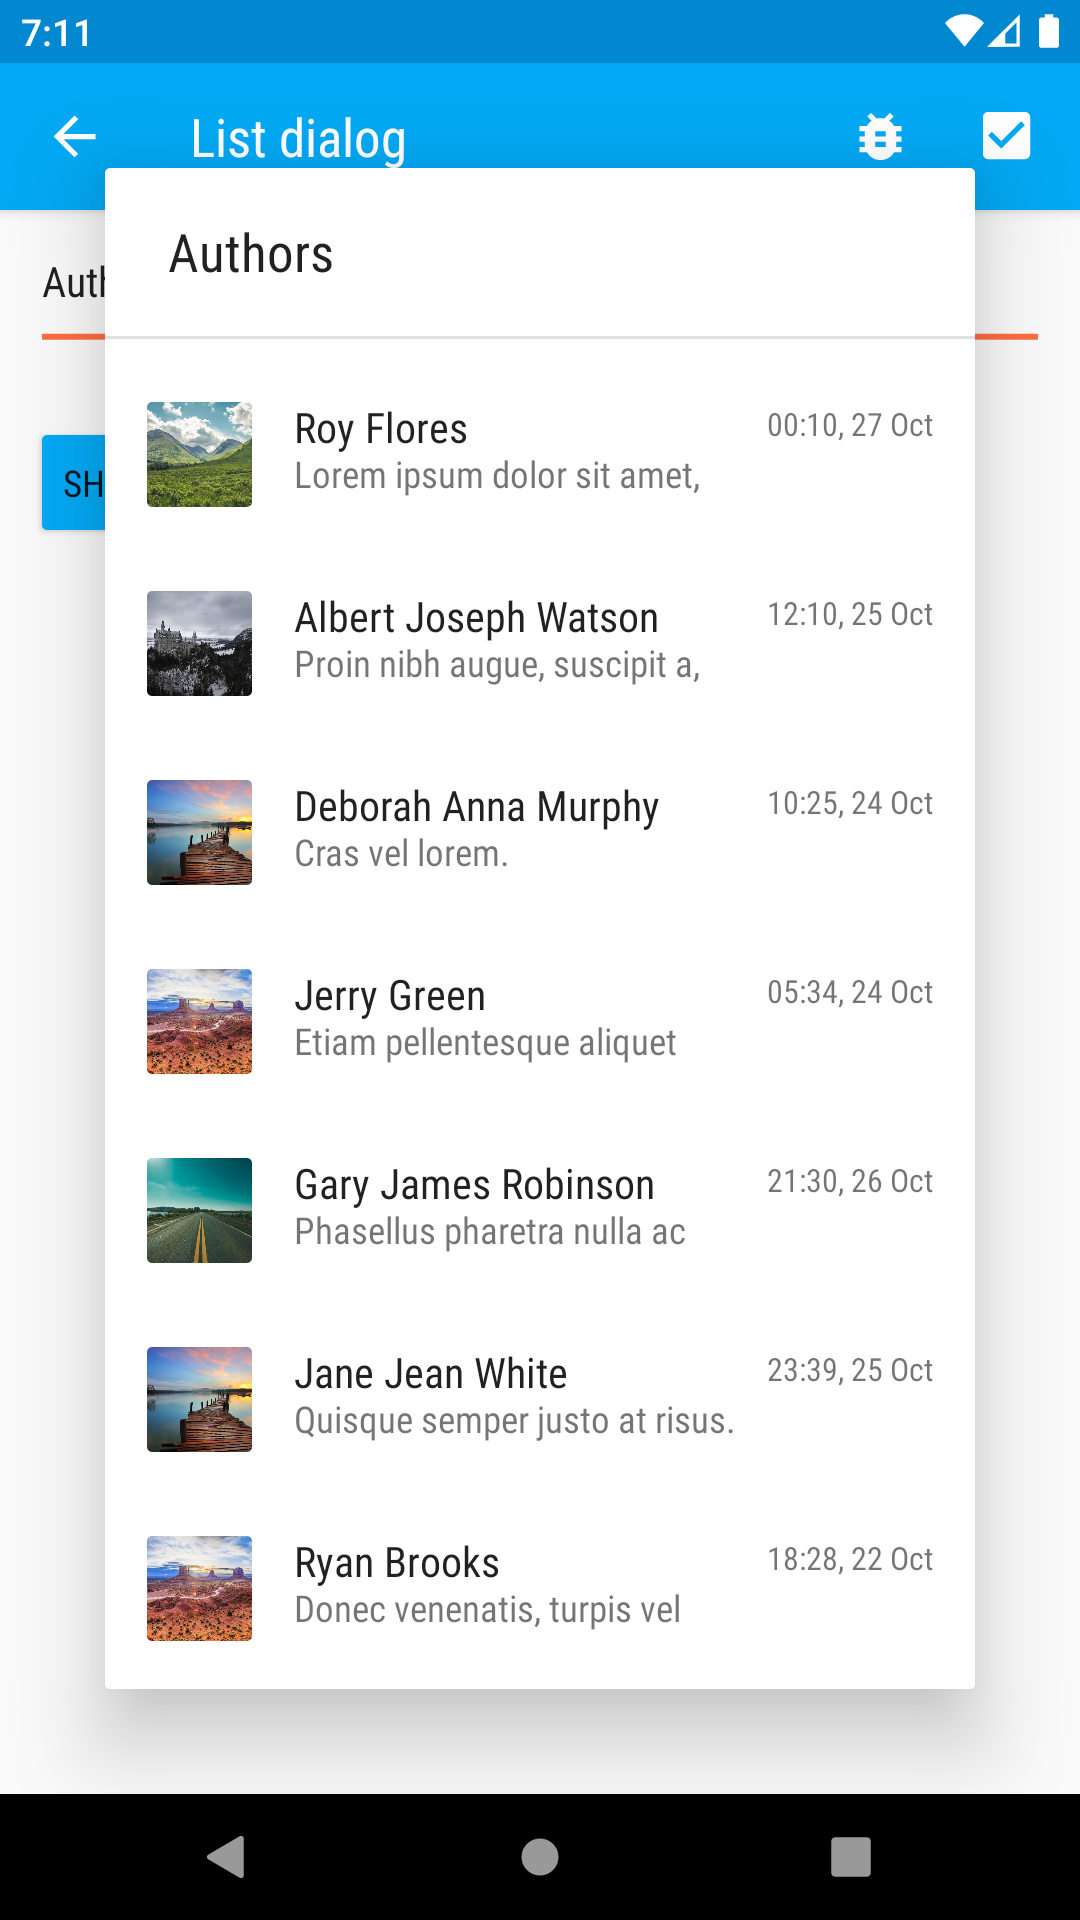 7:11
List dialog
Authors
Auth
SH
Roy Flores
00:10, 27 Oct
Lorem ipsum dolor sit amet,
Albert Joseph Watson
12:10, 25 Oct
Proin nibh augue, suscipit a,
Deborah Anna Murphy
10:25, 24 Oct
Cras vel lorem.
Jerry Green
05:34, 24 Oct
Etiam pellentesque aliquet
Gary James Robinson
21:30, 26 Oct
Phasellus pharetra nulla ac
Jane Jean White
23:39, 25 Oct
Quisque semper justo at risus.
Ryan Brooks
18:28, 22 Oct
Donec venenatis, turpis vel